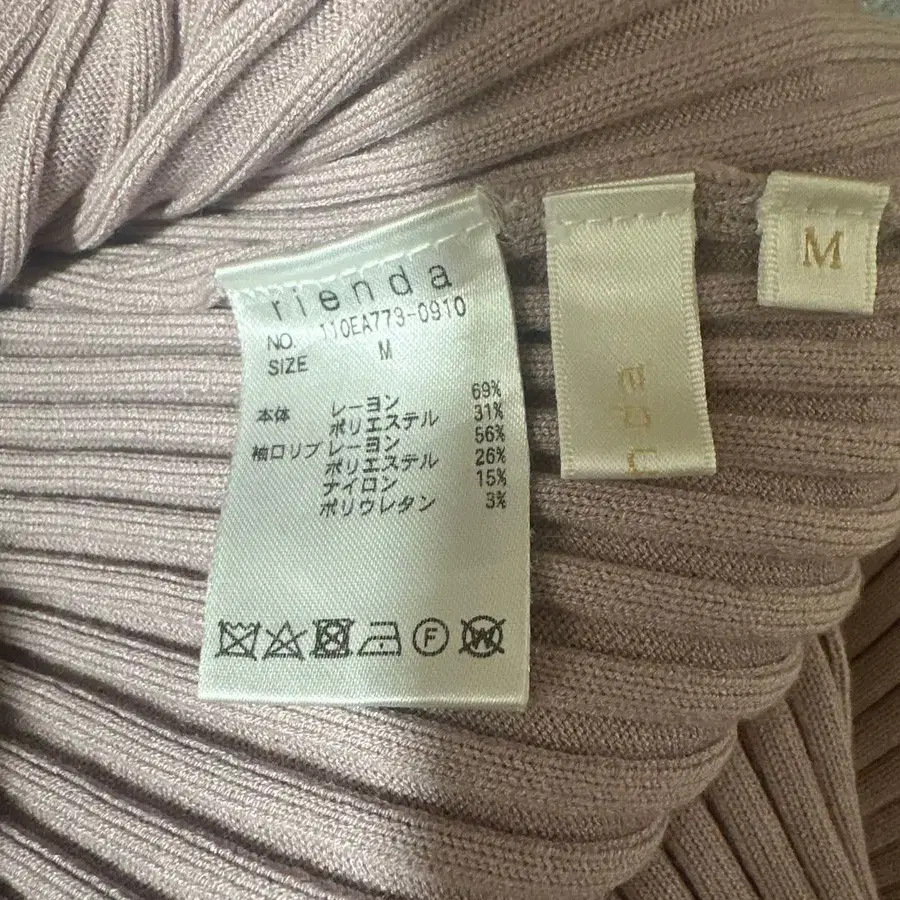 rienda
NO. 110EA773-0910
SIZE M
本体 レーヨン 69%
ポリエステル 31%
袖口リブ レーヨン 56%
ポリエステル 26%
ナイロン 15%
ポリウレタン 3%
F
W
M